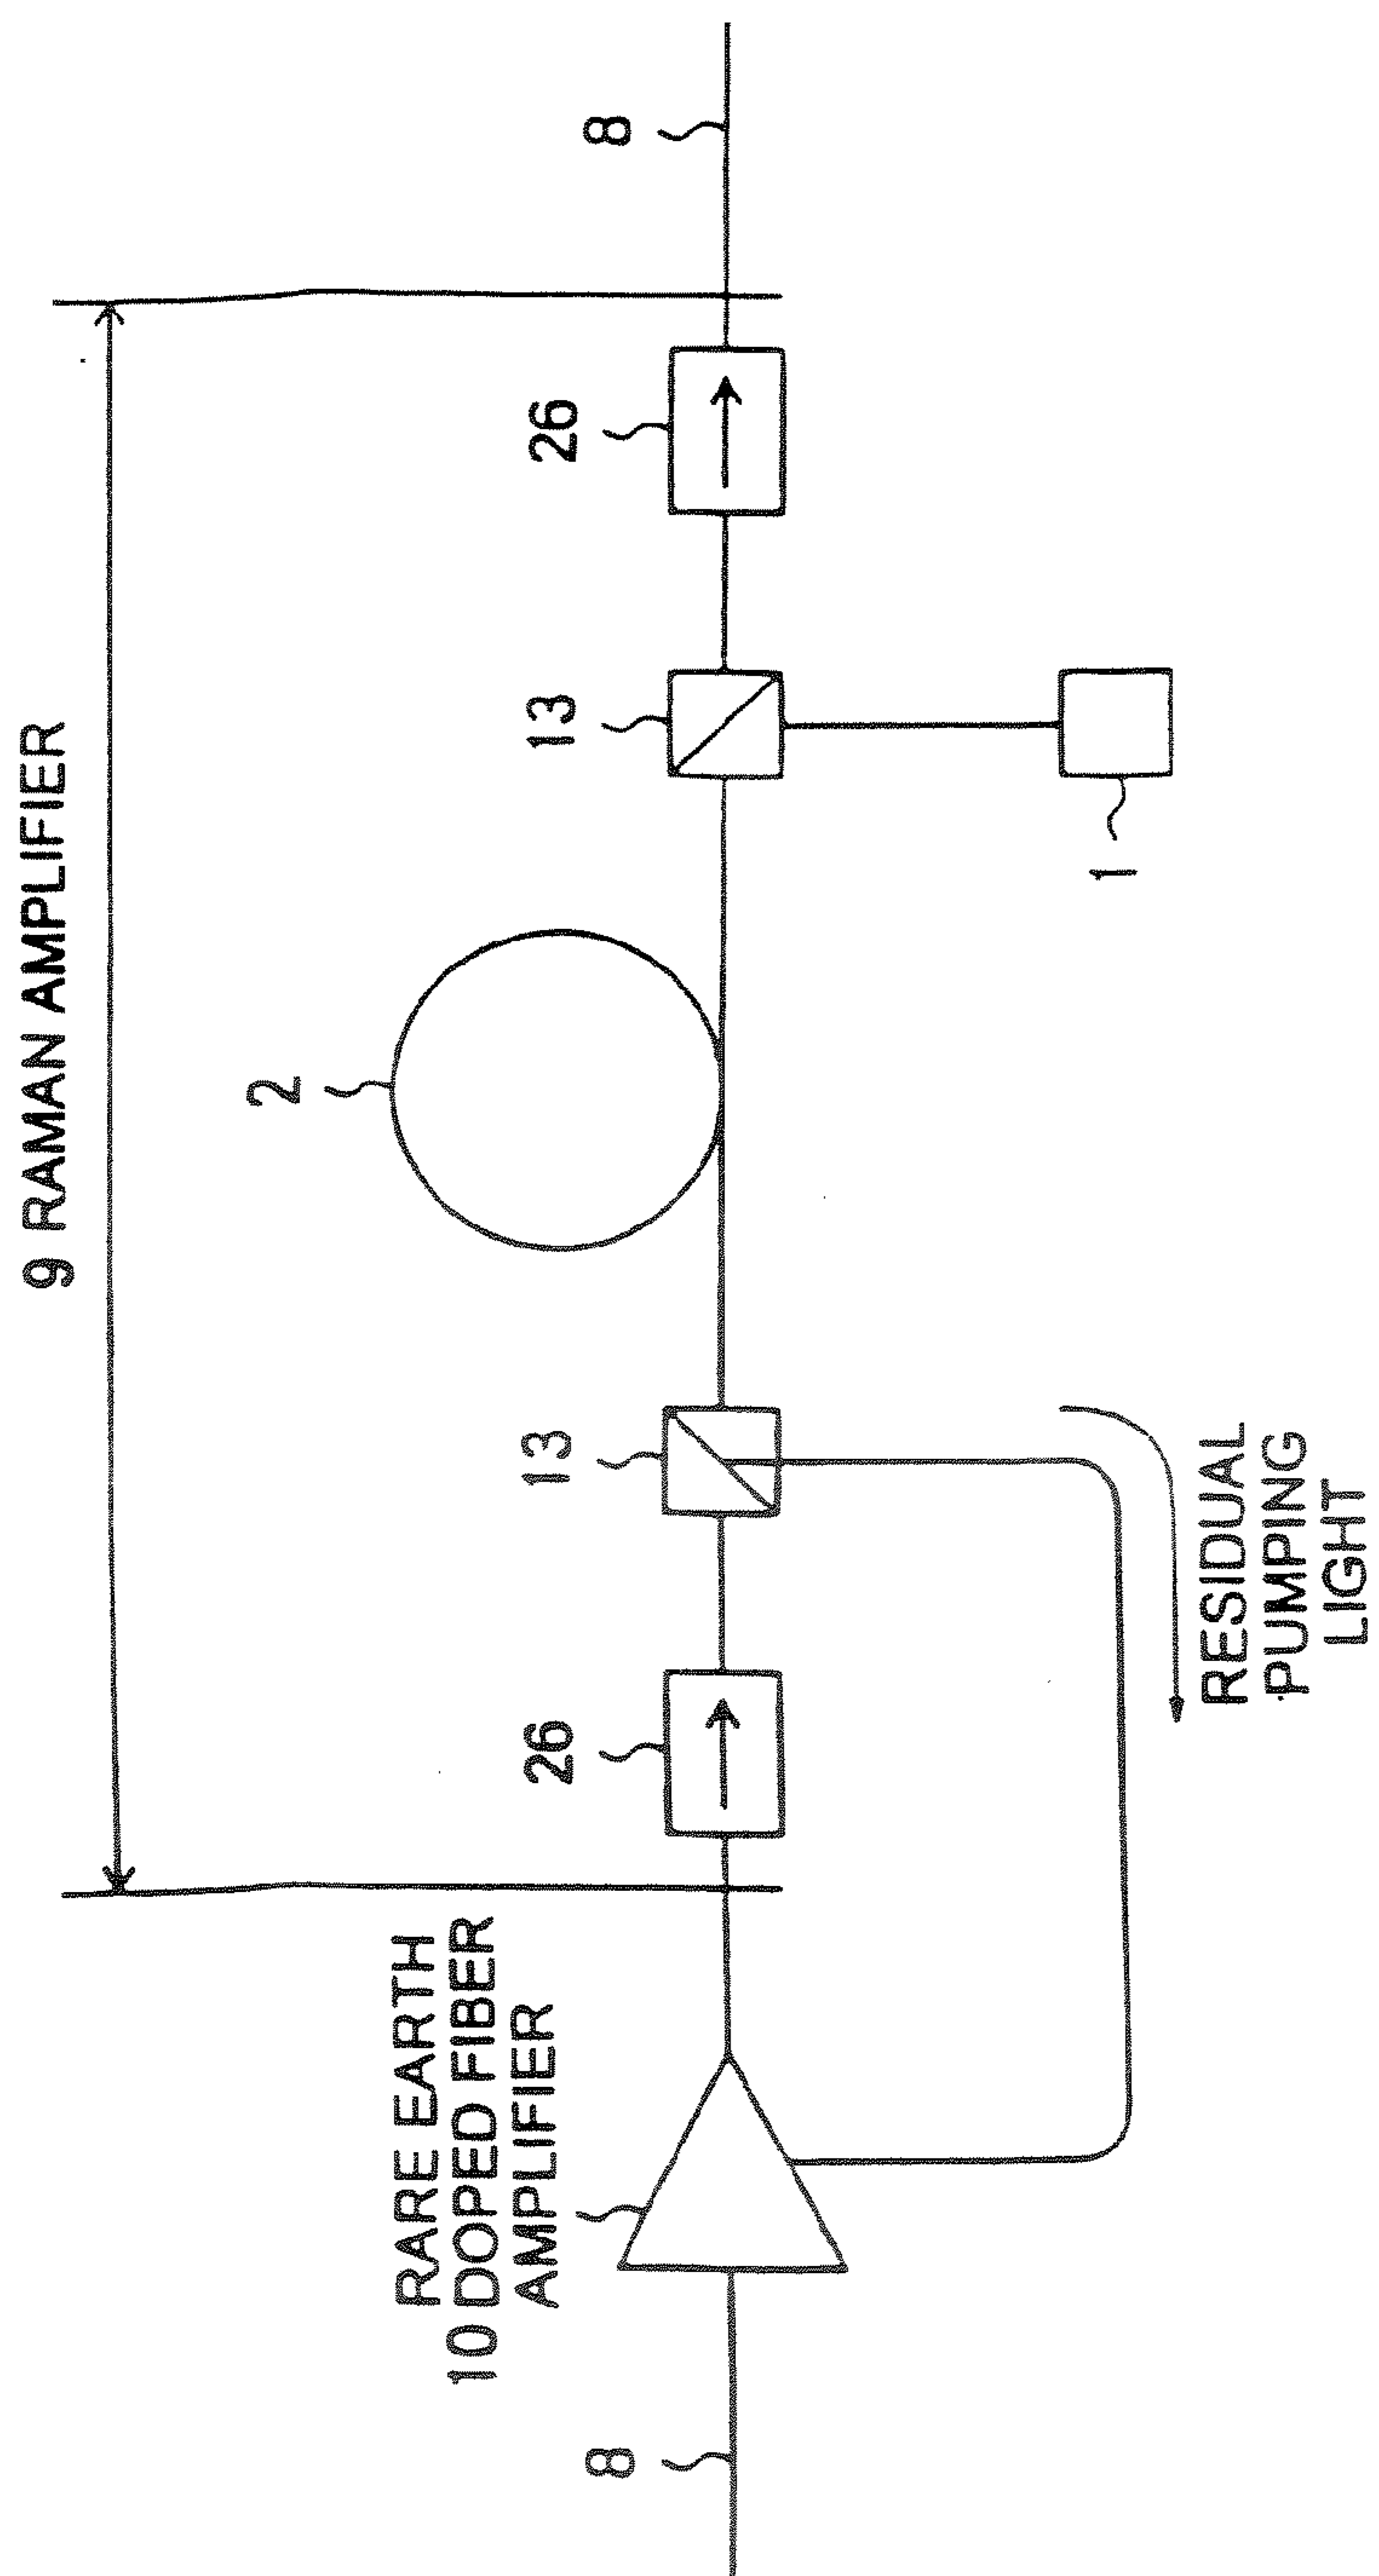 9 RAMAN AMPLIFIER
RARE EARTH
10 DOPED FIBER
AMPLIFIER
8
26
13
2
13
26
8
1
RESIDUAL
PUMPING
LIGHT